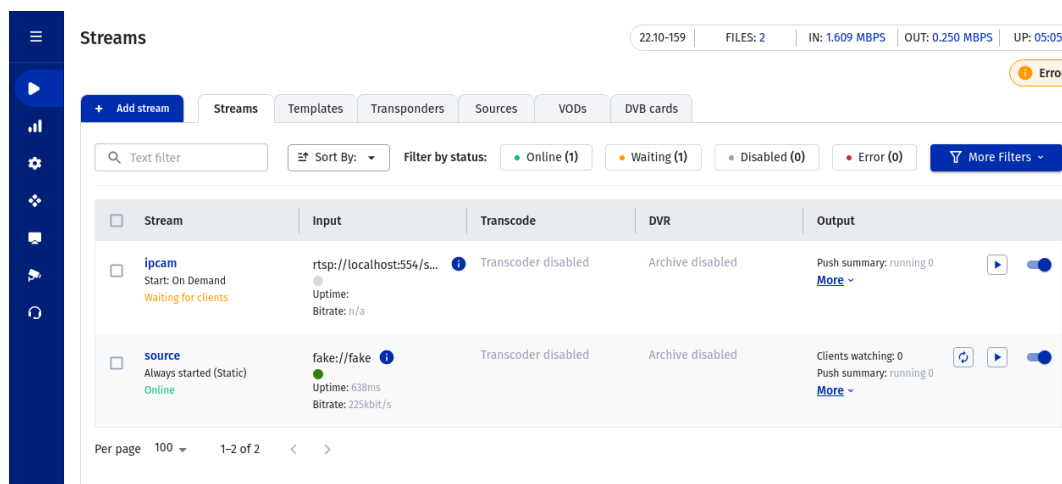 Streams
22.10-159 FILES: 2 IN: 1.609 MBPS OUT: 0.250 MBPS UP: 05:05
+ Add stream Streams Templates Transponders Sources VODs DVB cards
Text filter Sort By: Filter by status: Online (1) Waiting (1) Disabled (0) Error (0) More Filters
Stream Input Transcode DVR Output
ipcam rtsp://localhost:554/s... Transcoder disabled Archive disabled Push summary: running 0
Start: On Demand More
Waiting for clients Uptime:
Bitrate: n/a
source fake://fake Transcoder disabled Archive disabled Clients watching: 0
Always started (Static) Push summary: running 0
Online Uptime: 638ms More
Bitrate: 225kbit/s
Per page 100 1–2 of 2